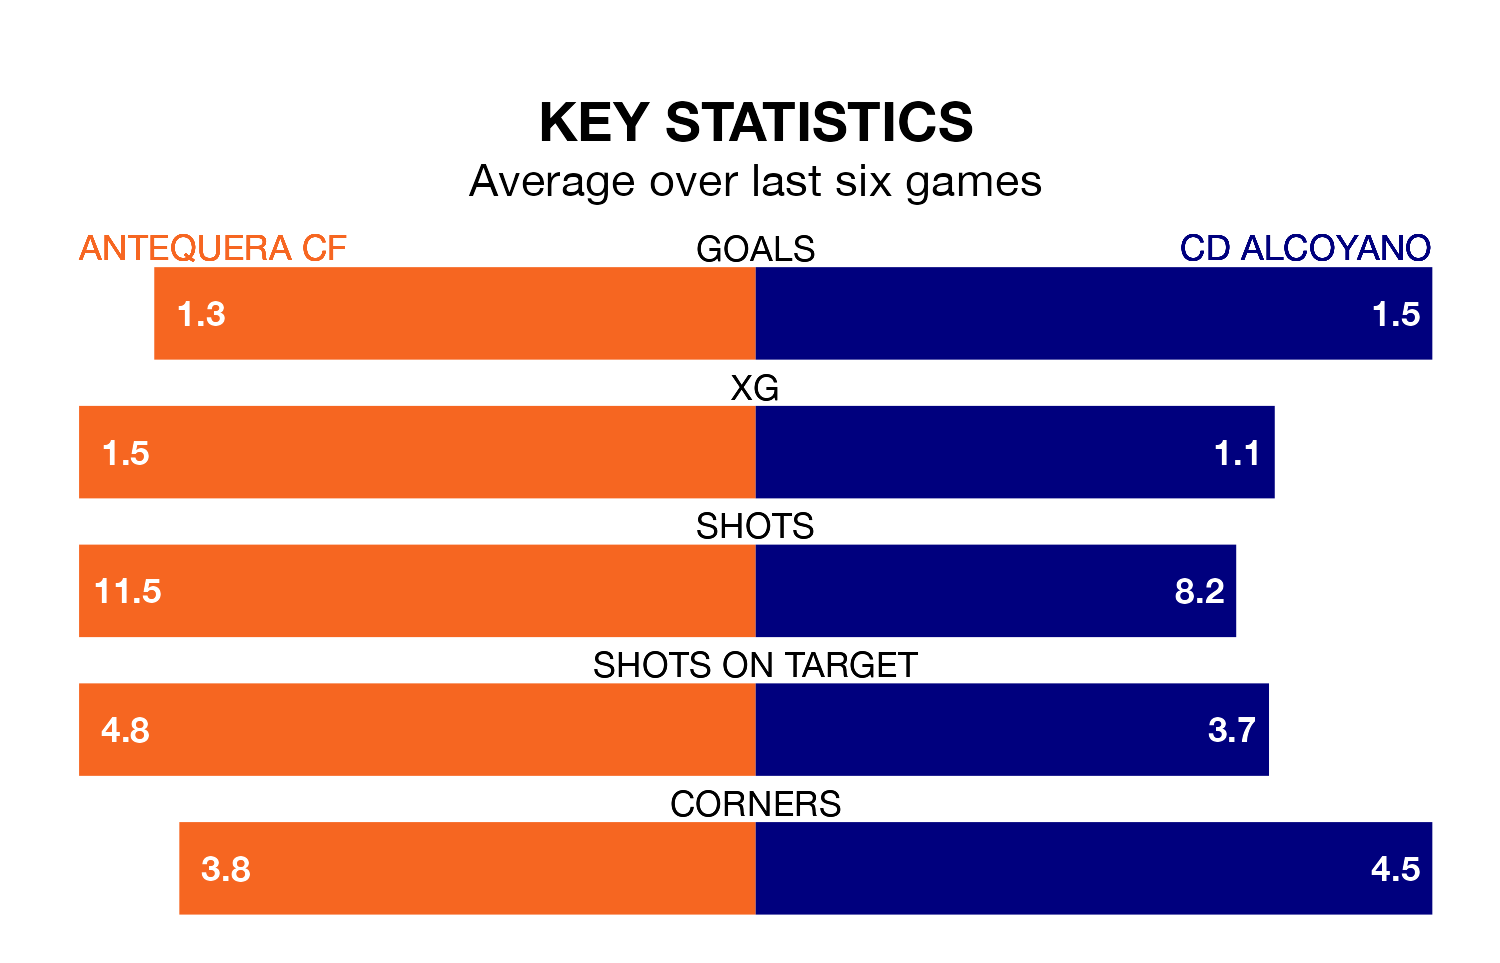 KEY STATISTICS
Average over last six games
ANTEQUERA CF GOALS CD ALCOYANO
1.3 1.5
XG
1.5 1.1
SHOTS
11.5 8.2
SHOTS ON TARGET
4.8 3.7
CORNERS
3.8 4.5